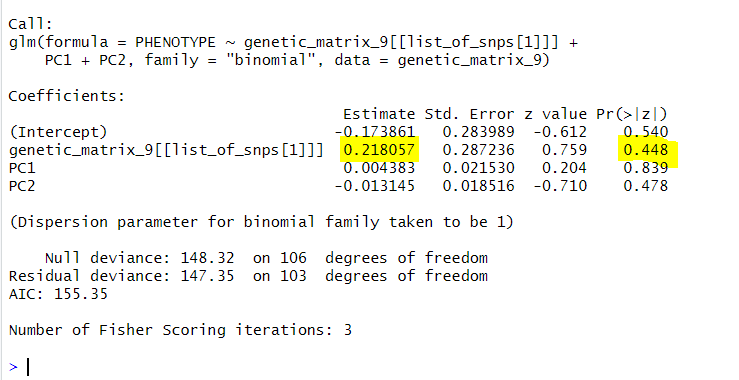 Call:
glm(formula = PHENOTYPE ~ genetic_matrix_9[[list_of_snps[1]]] +
    PC1 + PC2, family = "binomial", data = genetic_matrix_9)
Coefficients:
Estimate Std. Error z value Pr(>|z|)
(Intercept) -0.173861 0.283989 -0.612 0.540
genetic_matrix_9[[list_of_snps[1]]] 0.218057 0.287236 0.759 0.448
PC1 0.004383 0.021530 0.204 0.839
PC2 -0.013145 0.018516 -0.710 0.478
(Dispersion parameter for binomial family taken to be 1)
    Null deviance: 148.32 on 106 degrees of freedom
Residual deviance: 147.35 on 103 degrees of freedom
AIC: 155.35
Number of Fisher Scoring iterations: 3
>